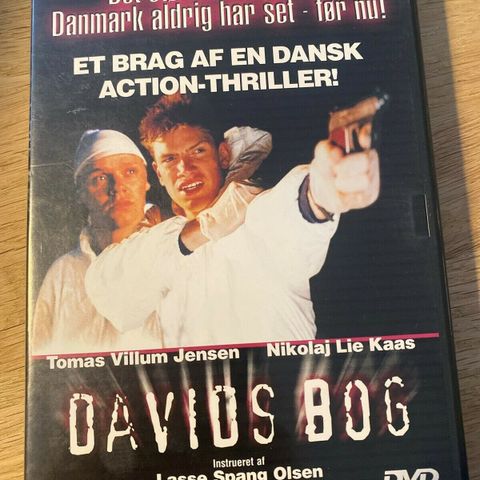 Danmark aldrig har set - før nu!
ET BRAG AF EN DANSK
ACTION-THRILLER!
Tomas Villum Jensen Nikolaj Lie Kaas
DAVIDS BOG
Instrueret af
Lasse Spang Olsen
DVD